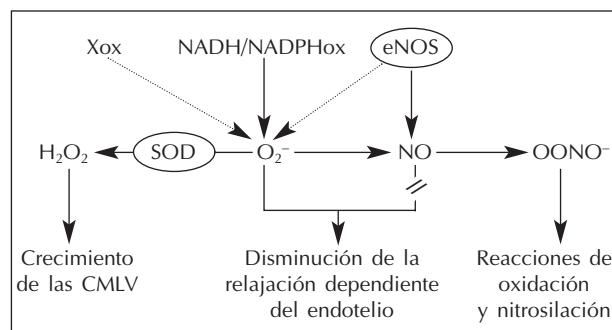 Xox NADH/NADPHox eNOS
H₂O₂ SOD O₂⁻ NO OONO⁻
Crecimiento
de las CMLV
Disminución de la
relajación dependiente
del endotelio
Reacciones de
oxidación
y nitrosilación